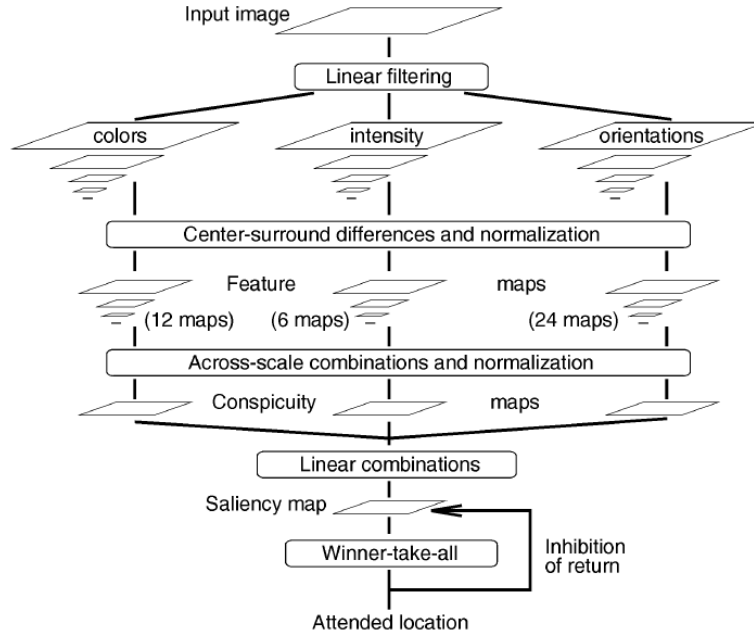 Input image
Linear filtering
colors
intensity
orientations
Center-surround differences and normalization
Feature
maps
(12 maps)
(6 maps)
(24 maps)
Across-scale combinations and normalization
Conspicuity
maps
Linear combinations
Saliency map
Winner-take-all
Inhibition
of return
Attended location